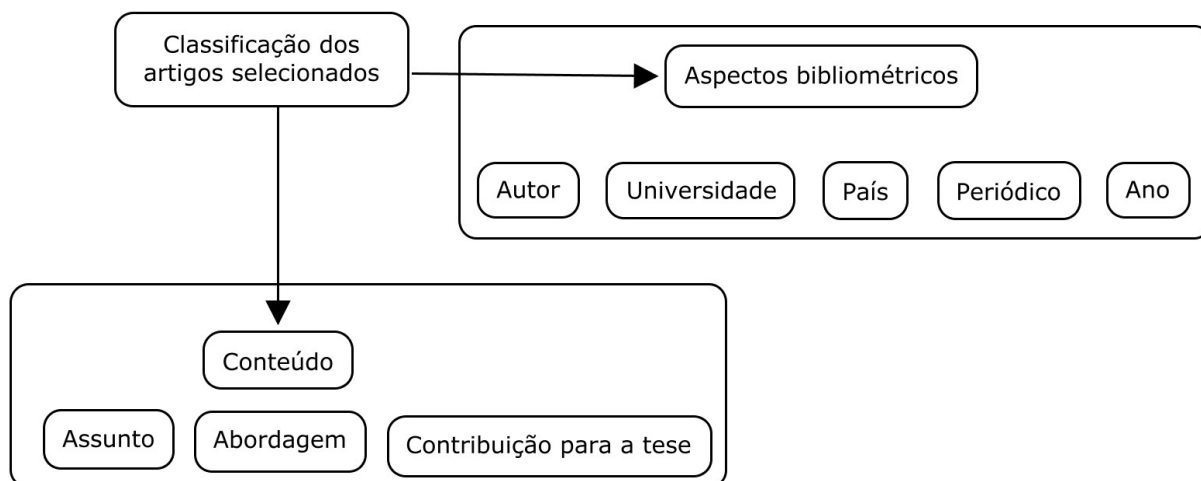 Classificação dos
artigos selecionados
Aspectos bibliométricos
Autor
Universidade
País
Periódico
Ano
Conteúdo
Assunto
Abordagem
Contribuição para a tese